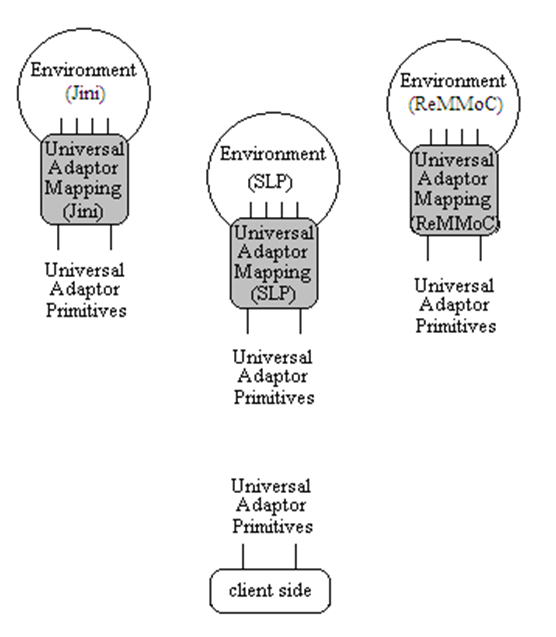 Environment
(Jini)
Universal
Adaptor
Mapping
(Jini)
Universal
Adaptor
Primitives
Environment
(SLP)
Universal
Adaptor
Mapping
(SLP)
Universal
Adaptor
Primitives
Environment
(ReMMoC)
Universal
Adaptor
Mapping
(ReMMoC)
Universal
Adaptor
Primitives
Universal
Adaptor
Primitives
client side